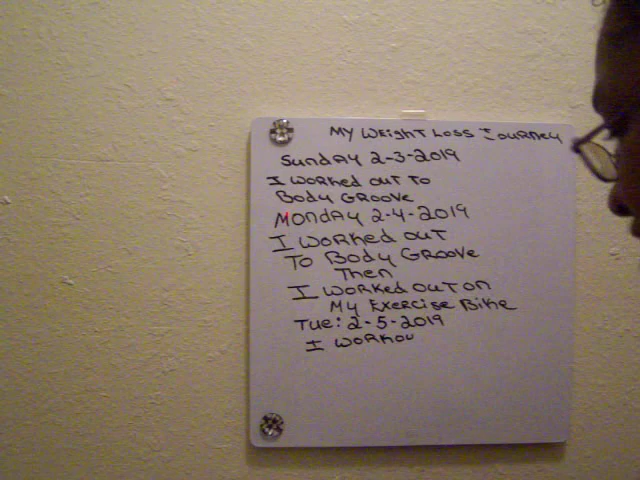 My Weight Loss Journey
Sunday 2-3-2019
I Worked out To
Body Groove
Monday 2-4-2019
I Worked out
To Body Groove
Then
I Worked out on
My Exercise Bike
Tue: 2-5-2019
I Workou